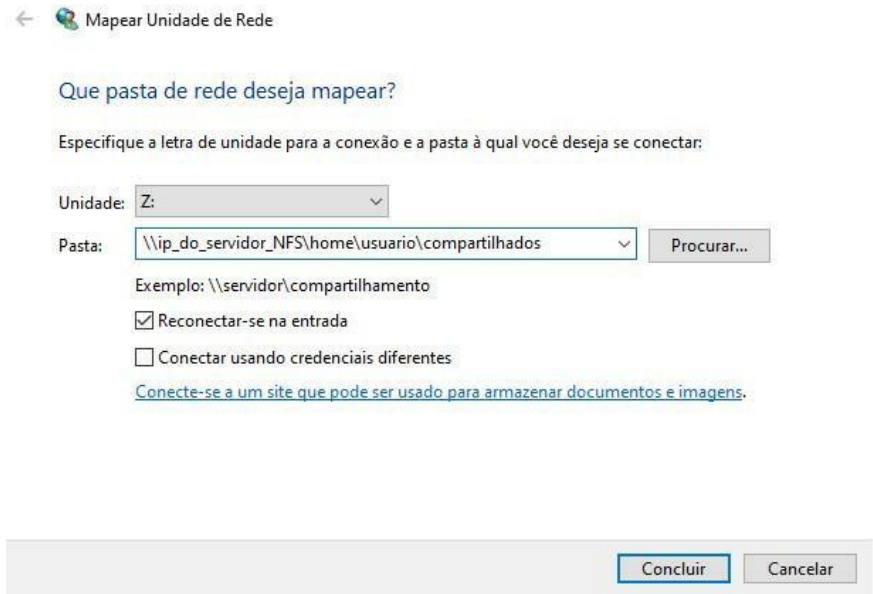 Mapear Unidade de Rede
Que pasta de rede deseja mapear?
Especifique a letra de unidade para a conexão e a pasta à qual você deseja se conectar:
Unidade: Z:
Pasta: \\ip_do_servidor_NFS\home\usuario\compartilhados Procurar...
Exemplo: \\servidor\compartilhamento
Reconectar-se na entrada
Conectar usando credenciais diferentes
Conecte-se a um site que pode ser usado para armazenar documentos e imagens.
Concluir Cancelar